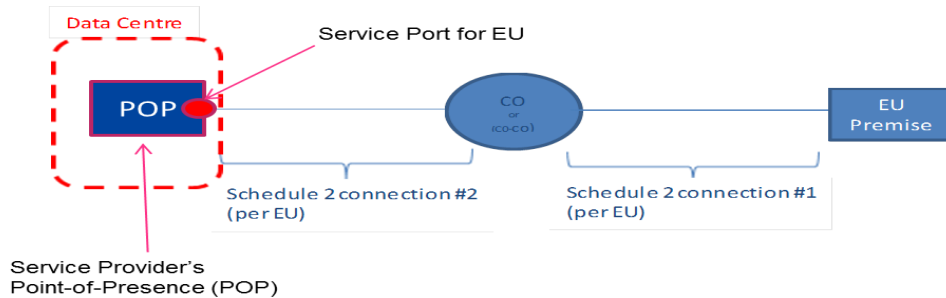 Data Centre
Service Port for EU
POP
CO
or
(CO-CO)
EU
Premise
Schedule 2 connection #2
(per EU)
Schedule 2 connection #1
(per EU)
Service Provider's
Point-of-Presence (POP)